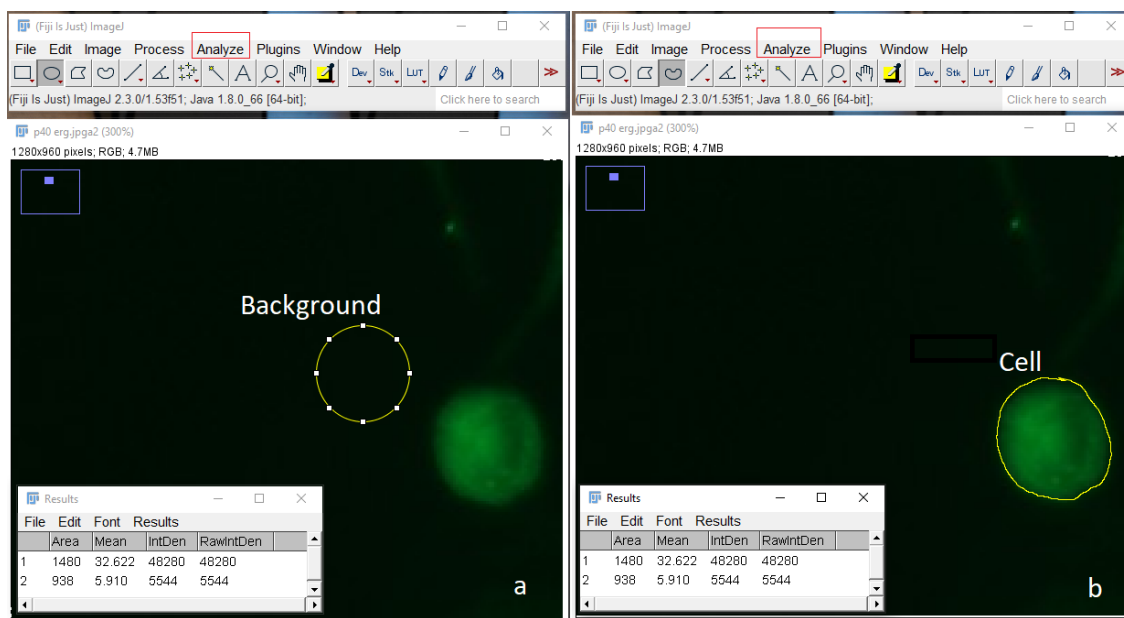 (Fiji Is Just) ImageJ
File Edit Image Process Analyze Plugins Window Help
A Dev Stk LUT
(Fiji Is Just) ImageJ 2.3.0/1.53f51; Java 1.8.0_66 [64-bit]; Click here to search
p40 erg.jpga2 (300%)
1280x960 pixels; RGB; 4.7MB
Background
Results
File Edit Font Results
Area Mean IntDen RawIntDen
1 1480 32.622 48280 48280
2 938 5.910 5544 5544
a
(Fiji Is Just) ImageJ
File Edit Image Process Analyze Plugins Window Help
A Dev Stk LUT
(Fiji Is Just) ImageJ 2.3.0/1.53f51; Java 1.8.0_66 [64-bit]; Click here to search
p40 erg.jpga2 (300%)
1280x960 pixels; RGB; 4.7MB
Cell
Results
File Edit Font Results
Area Mean IntDen RawIntDen
1 1480 32.622 48280 48280
2 938 5.910 5544 5544
b